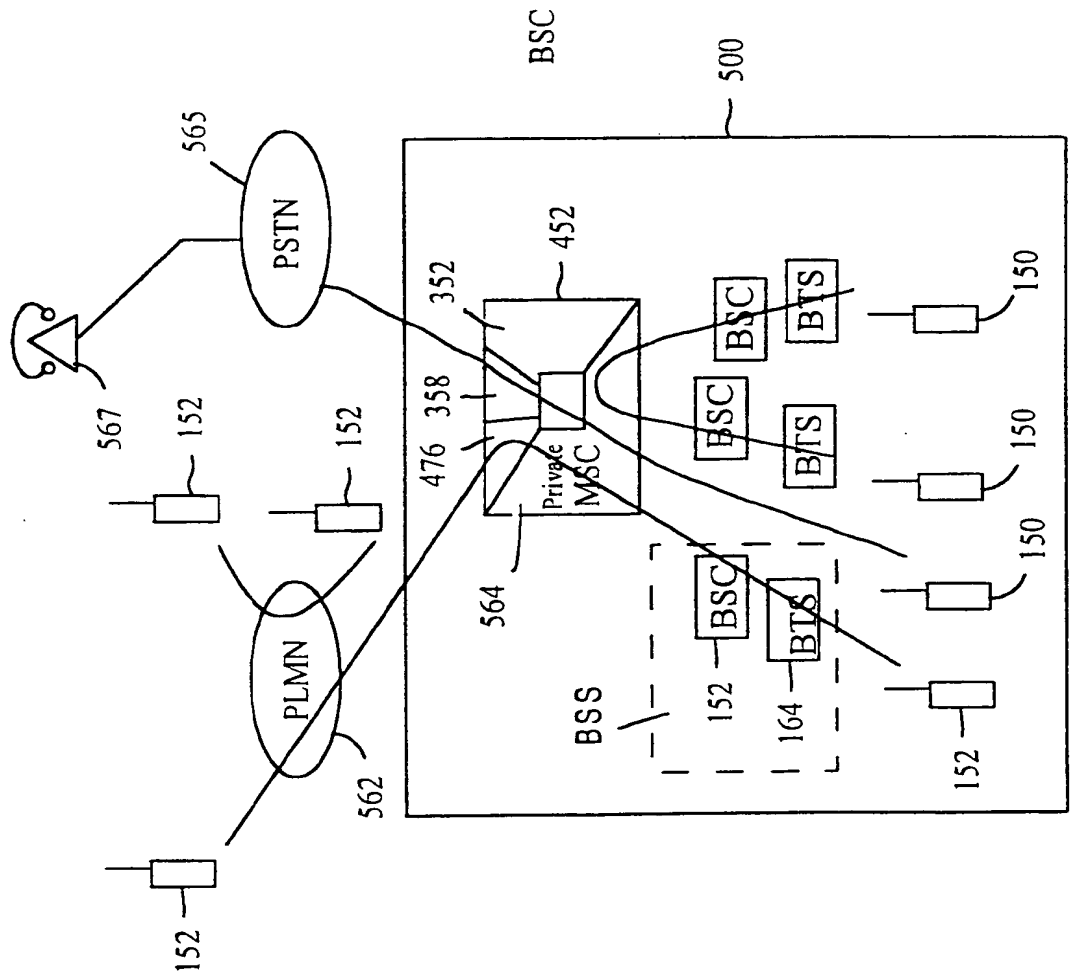 567
565
PSTN
152
152
152
PLMN
562
BSC
500
452
352
358
476
564
Private
MSC
BSS
BSC
152
BTS
164
BSC
BTS
BSC
BTS
152
150
150
150